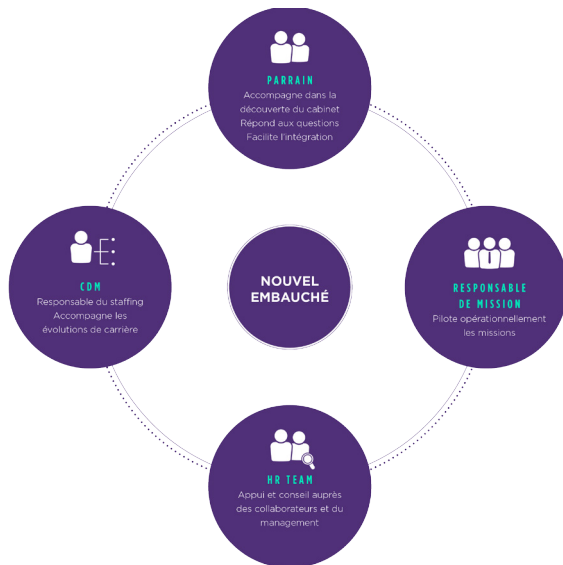 PARRAIN
Accompagne dans la
découverte du cabinet
Répond aux questions
Facilite l'intégration
CDM
Responsable du staffing
Accompagne les
évolutions de carrière
NOUVEL
EMBAUCHÉ
RESPONSABLE
DE MISSION
Pilote opérationnellement
les missions
HR TEAM
Appui et conseil auprès
des collaborateurs et du
management